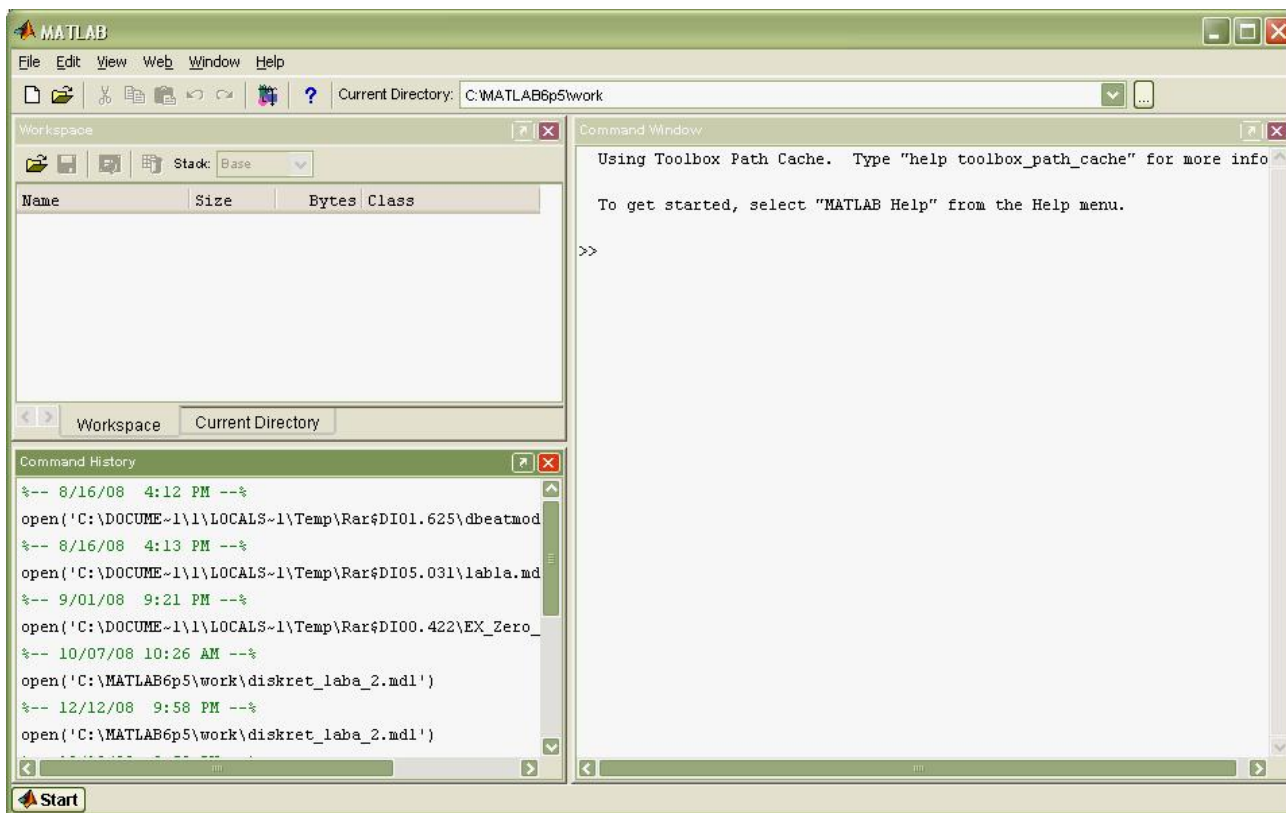 MATLAB
File Edit View Web Window Help
Current Directory: C:\MATLAB6p5\work
Workspace
Stack: Base
Name Size Bytes Class
Workspace Current Directory
Command History
%-- 8/16/08 4:12 PM --%
open('C:\DOCUME~1\1\LOCALS~1\Temp\Rar$DI01.625\dbeatmod
%-- 8/16/08 4:13 PM --%
open('C:\DOCUME~1\1\LOCALS~1\Temp\Rar$DI05.031\lab1a.md
%-- 9/01/08 9:21 PM --%
open('C:\DOCUME~1\1\LOCALS~1\Temp\Rar$DI00.422\EX_Zero_
%-- 10/07/08 10:26 AM --%
open('C:\MATLAB6p5\work\diskret_laba_2.mdl')
%-- 12/12/08 9:58 PM --%
open('C:\MATLAB6p5\work\diskret_laba_2.mdl')
Command Window
Using Toolbox Path Cache. Type "help toolbox_path_cache" for more info
To get started, select "MATLAB Help" from the Help menu.
>>
Start